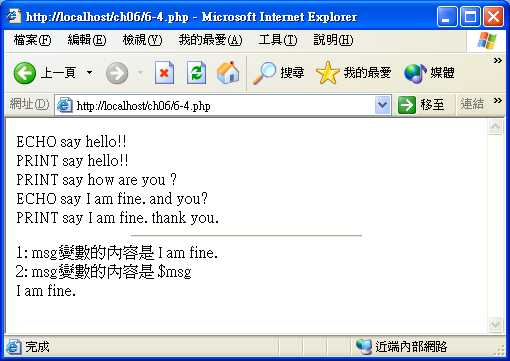 http://localhost/ch06/6-4.php - Microsoft Internet Explorer
檔案(F) 編輯(E) 檢視(V) 我的最愛(A) 工具(T) 說明(H) »
上一頁 搜尋 我的最愛 媒體 »
網址(D) http://localhost/ch06/6-4.php 移至 連結 »
ECHO say hello!!
PRINT say hello!!
PRINT say how are you ?
ECHO say I am fine. and you?
PRINT say I am fine. thank you.
1: msg變數的內容是 I am fine.
2: msg變數的內容是 $msg
I am fine.
完成 近端內部網路